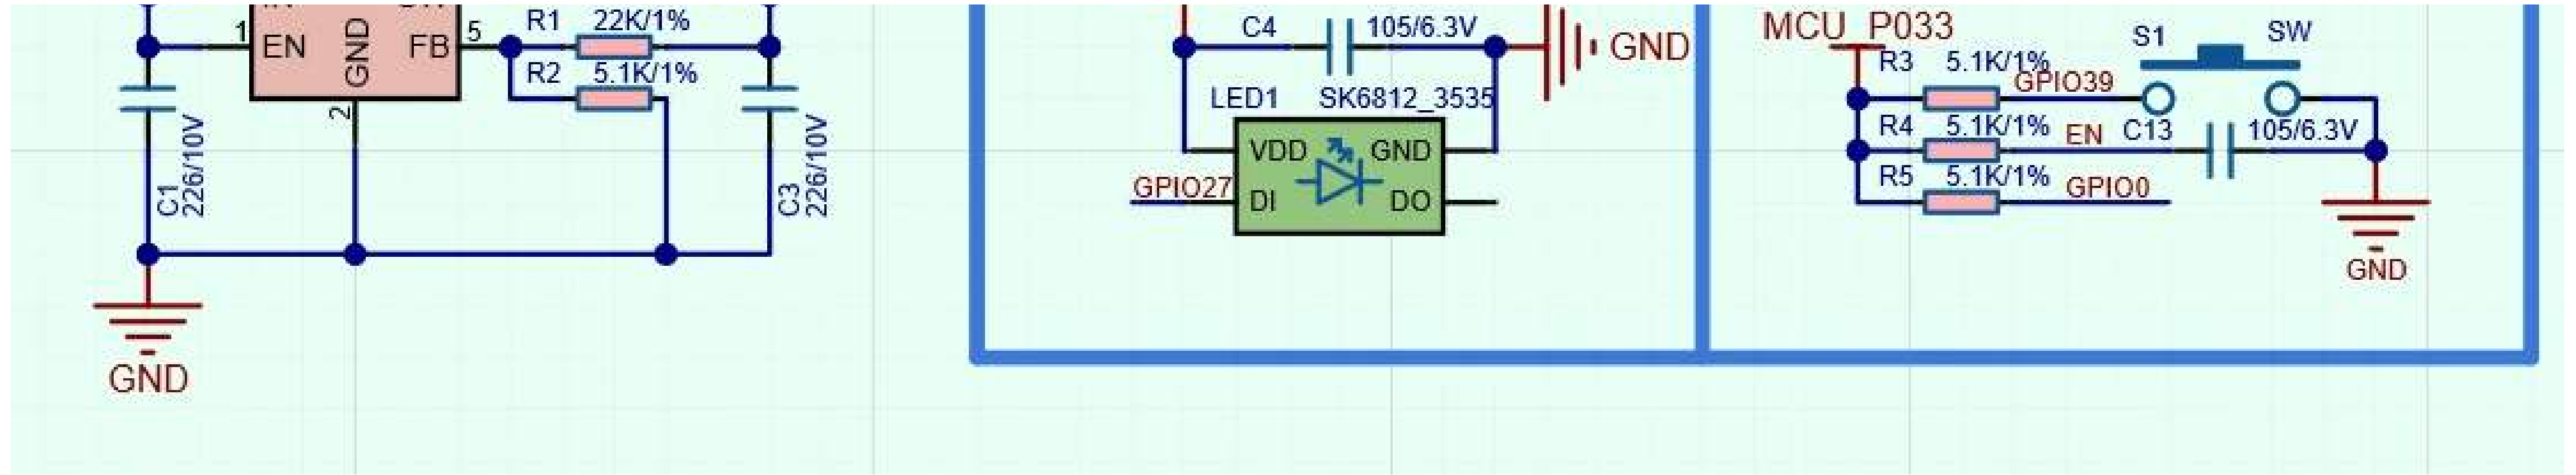 1
EN
GND
FB
5
R1
22K/1%
R2
5.1K/1%
2
C1
226/10V
C3
226/10V
GND
C4
105/6.3V
GND
LED1
SK6812_3535
VDD
GND
GPIO27
DI
DO
MCU_P033
S1
SW
R3
5.1K/1%
GPIO39
R4
5.1K/1%
EN
C13
105/6.3V
R5
5.1K/1%
GPIO0
GND